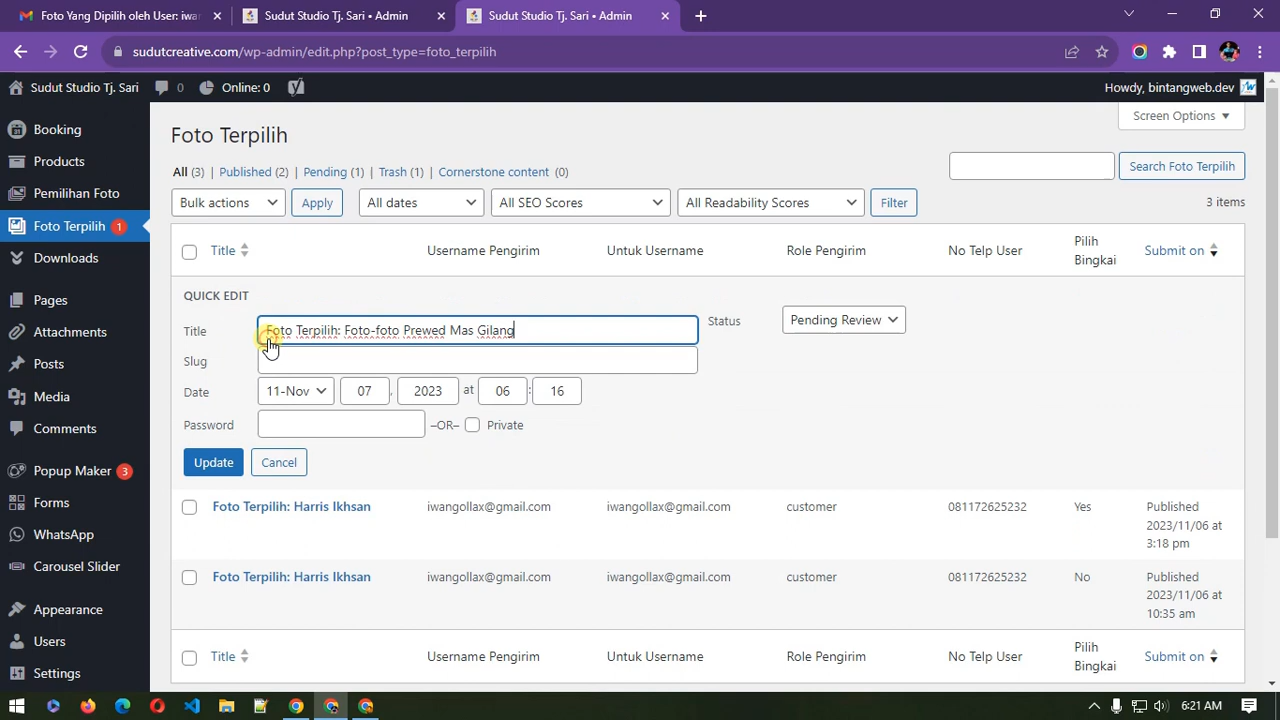 Foto Yang Dipilih oleh User: iwa
Sudut Studio Tj. Sari • Admin
Sudut Studio Tj. Sari • Admin
sudutcreative.com/wp-admin/edit.php?post_type=foto_terpilih
Sudut Studio Tj. Sari
0
Online: 0
Howdy, bintangweb.dev
Booking
Products
Pemilihan Foto
Foto Terpilih 1
Downloads
Pages
Attachments
Posts
Media
Comments
Popup Maker 3
Forms
WhatsApp
Carousel Slider
Appearance
Users
Settings
Screen Options
Foto Terpilih
All (3) | Published (2) | Pending (1) | Trash (1) | Cornerstone content (0)
Search Foto Terpilih
Bulk actions
Apply
All dates
All SEO Scores
All Readability Scores
Filter
3 items
Title
Username Pengirim
Untuk Username
Role Pengirim
No Telp User
Pilih Bingkai
Submit on
QUICK EDIT
Title
Foto Terpilih: Foto-foto Prewed Mas Gilang
Status
Pending Review
Slug
Date
11-Nov 07 , 2023 at 06 : 16
Password
–OR–
Private
Update
Cancel
Foto Terpilih: Harris Ikhsan
iwangollax@gmail.com
iwangollax@gmail.com
customer
081172625232
Yes
Published
2023/11/06 at
3:18 pm
Foto Terpilih: Harris Ikhsan
iwangollax@gmail.com
iwangollax@gmail.com
customer
081172625232
No
Published
2023/11/06 at
10:35 am
Title
Username Pengirim
Untuk Username
Role Pengirim
No Telp User
Pilih Bingkai
Submit on
6:21 AM